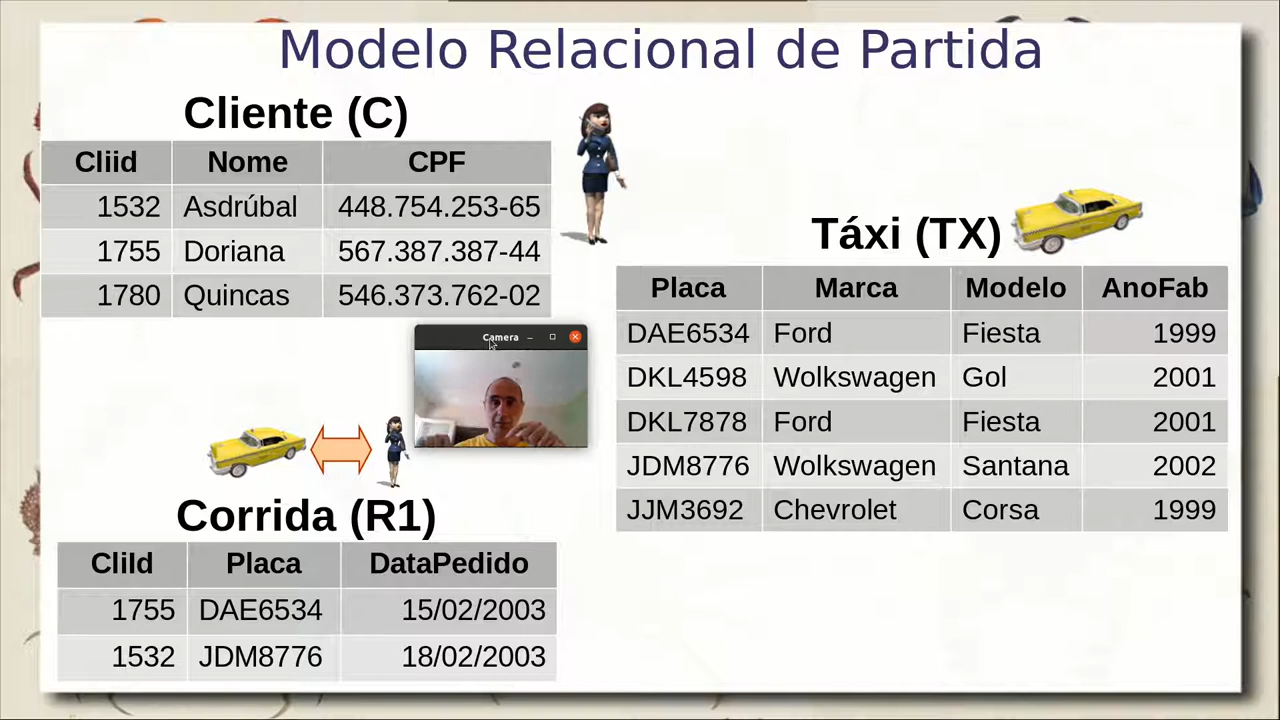 Modelo Relacional de Partida
Cliente (C)
Cliid Nome CPF
1532 Asdrúbal 448.754.253-65
1755 Doriana 567.387.387-44
1780 Quincas 546.373.762-02
Táxi (TX)
Placa Marca Modelo AnoFab
DAE6534 Ford Fiesta 1999
DKL4598 Wolkswagen Gol 2001
DKL7878 Ford Fiesta 2001
JDM8776 Wolkswagen Santana 2002
JJM3692 Chevrolet Corsa 1999
Camera
Corrida (R1)
CliId Placa DataPedido
1755 DAE6534 15/02/2003
1532 JDM8776 18/02/2003